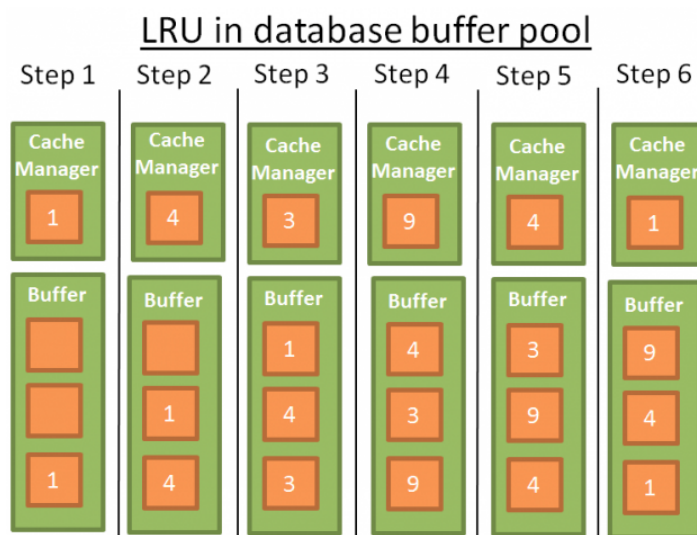 LRU in database buffer pool
Step 1 Step 2 Step 3 Step 4 Step 5 Step 6
Cache Manager
1
Cache Manager
4
Cache Manager
3
Cache Manager
9
Cache Manager
4
Cache Manager
1
Buffer
1
Buffer
1
4
Buffer
1
4
3
Buffer
4
3
9
Buffer
3
9
4
Buffer
9
4
1